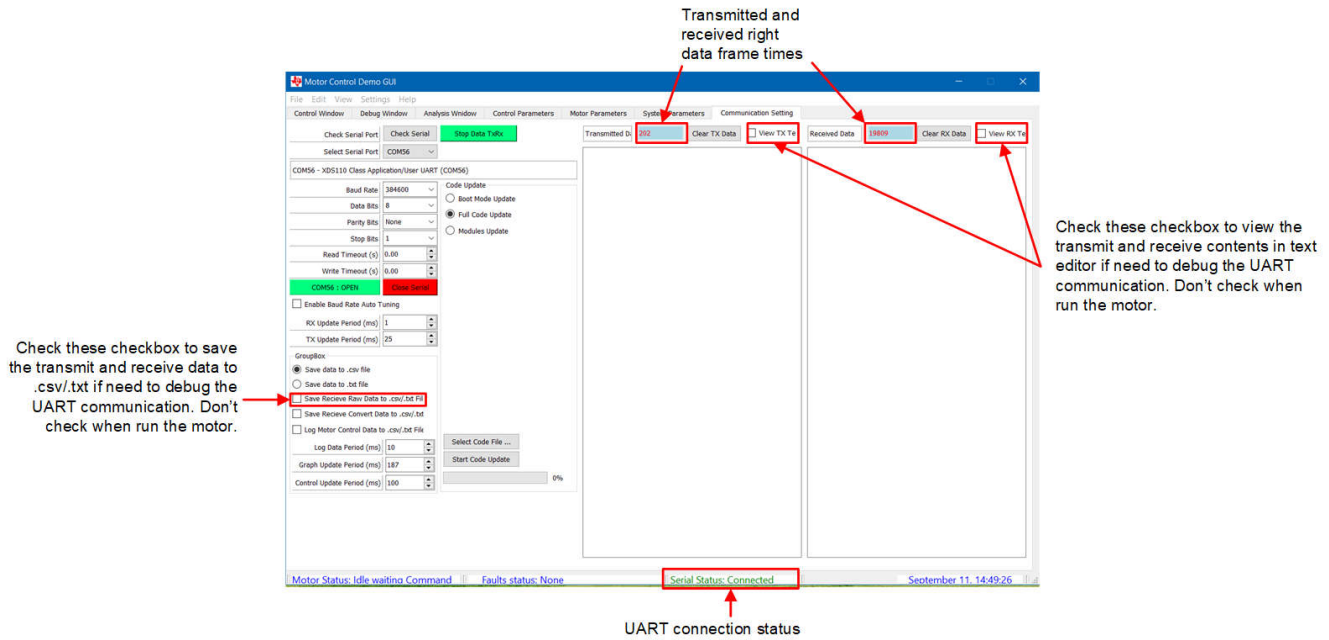 Transmitted and
received right
data frame times
Motor Control Demo GUI
File Edit View Settings Help
Control Window Debug Window Analysis Wnidow Control Parameters Motor Parameters System Parameters Communication Setting
Check Serial Port Check Serial Stop Data TxRx Transmitted Da 202 Clear TX Data View TX Te Received Data 19809 Clear RX Data View RX Te
Select Serial Port COM56
COM56 - XDS110 Class Application/User UART (COM56)
Baud Rate 384600 Code Update
Boot Mode Update
Data Bits 8
Full Code Update
Parity Bits None
Modules Update
Stop Bits 1
Read Timeout (s) 0.00
Write Timeout (s) 0.00
COM56 : OPEN Close Serial
Enable Baud Rate Auto Tuning
RX Update Period (ms) 1
TX Update Period (ms) 25
GroupBox
Save data to .csv file
Save data to .txt file
Save Recieve Raw Data to .csv/.txt Fil
Save Recieve Convert Data to .csv/.txt
Log Motor Control Data to .csv/.txt File
Log Data Period (ms) 10 Select Code File ...
Graph Update Period (ms) 187 Start Code Update
Control Update Period (ms) 100 0%
Motor Status: Idle waiting Command Faults status: None Serial Status: Connected September 11, 14:49:26
Check these checkbox to view the
transmit and receive contents in text
editor if need to debug the UART
communication. Don't check when
run the motor.
Check these checkbox to save
the transmit and receive data to
.csv/.txt if need to debug the
UART communication. Don't
check when run the motor.
UART connection status